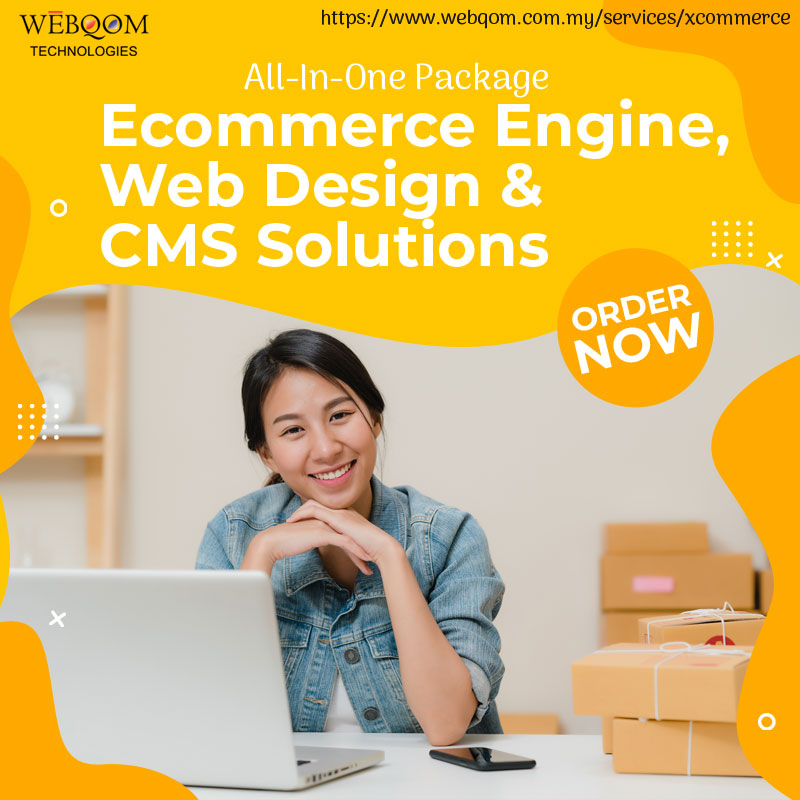 WEBQOM
TECHNOLOGIES
https://www.webqom.com.my/services/xcommerce
All-In-One Package
Ecommerce Engine,
Web Design &
CMS Solutions
ORDER
NOW